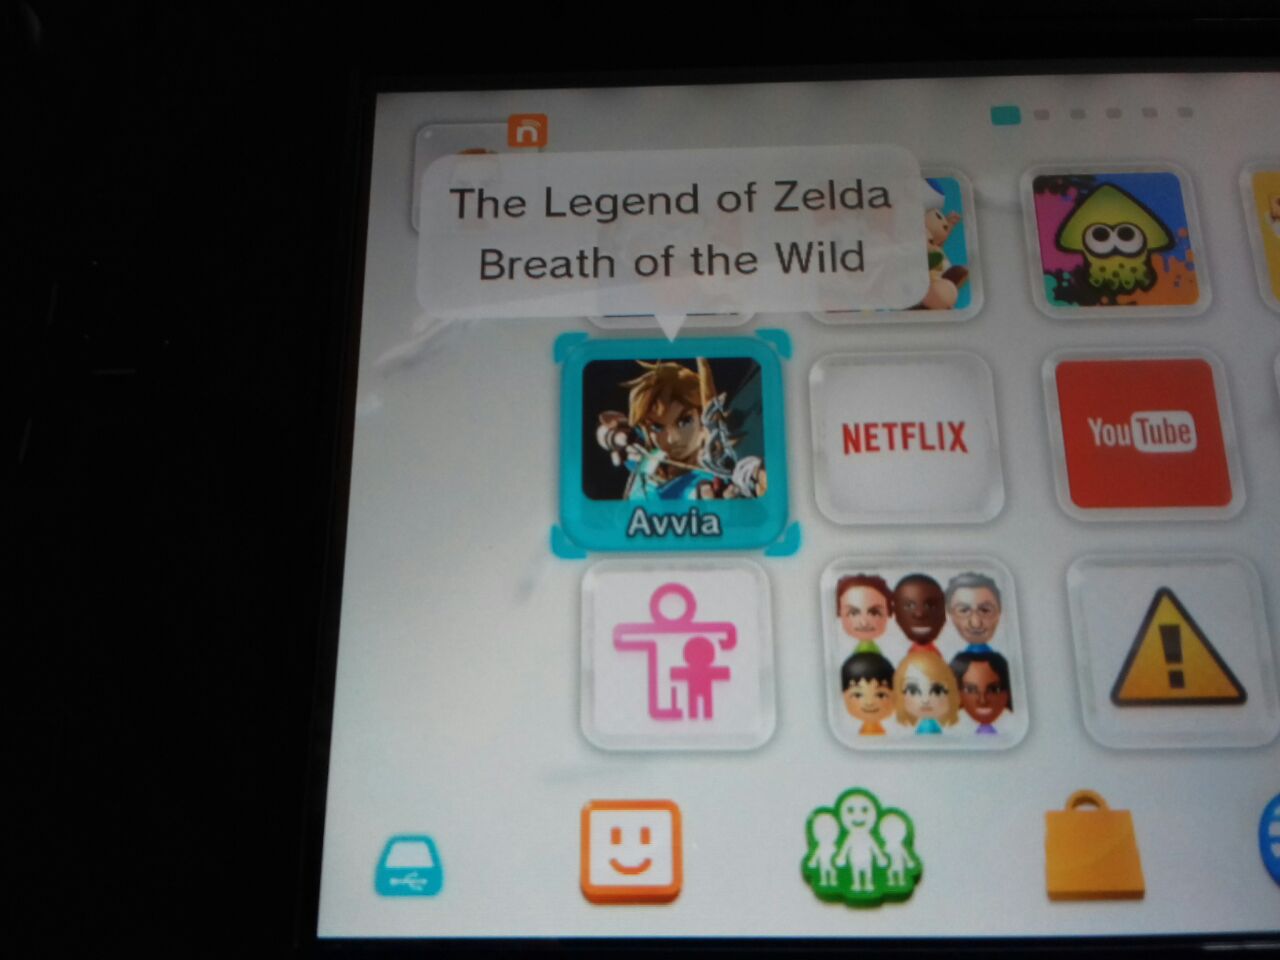 The Legend of Zelda
Breath of the Wild
NETFLIX
YouTube
Avvia